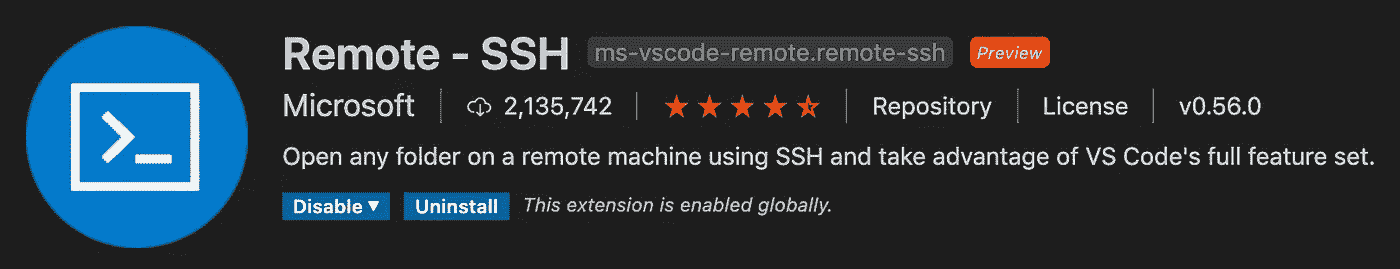 Remote - SSH ms-vscode-remote.remote-ssh Preview
Microsoft 2,135,742 Repository License v0.56.0
Open any folder on a remote machine using SSH and take advantage of VS Code's full feature set.
Disable Uninstall This extension is enabled globally.